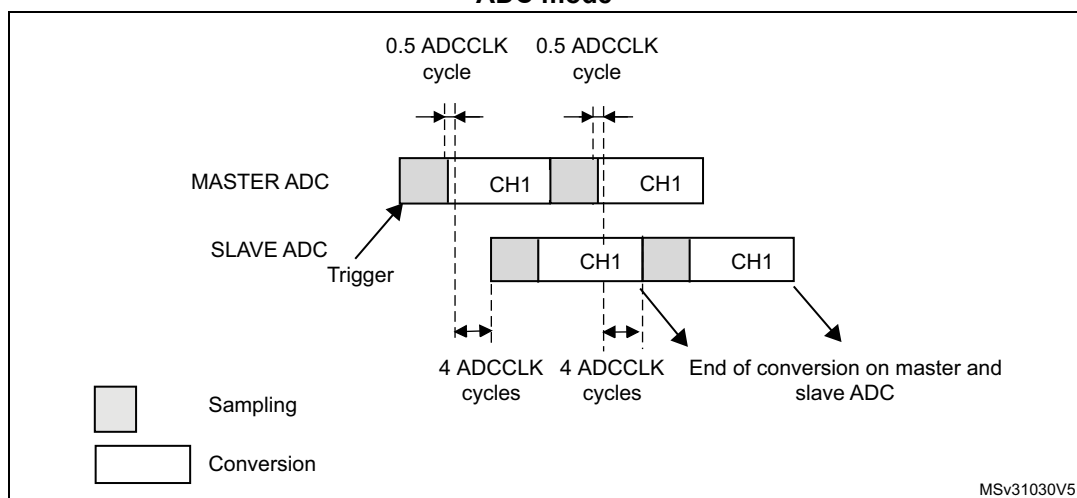 ADC mode
0.5 ADCCLK
cycle
0.5 ADCCLK
cycle
MASTER ADC
CH1
CH1
SLAVE ADC
CH1
CH1
Trigger
4 ADCCLK
cycles
4 ADCCLK
cycles
End of conversion on master and
slave ADC
Sampling
Conversion
MSv31030V5